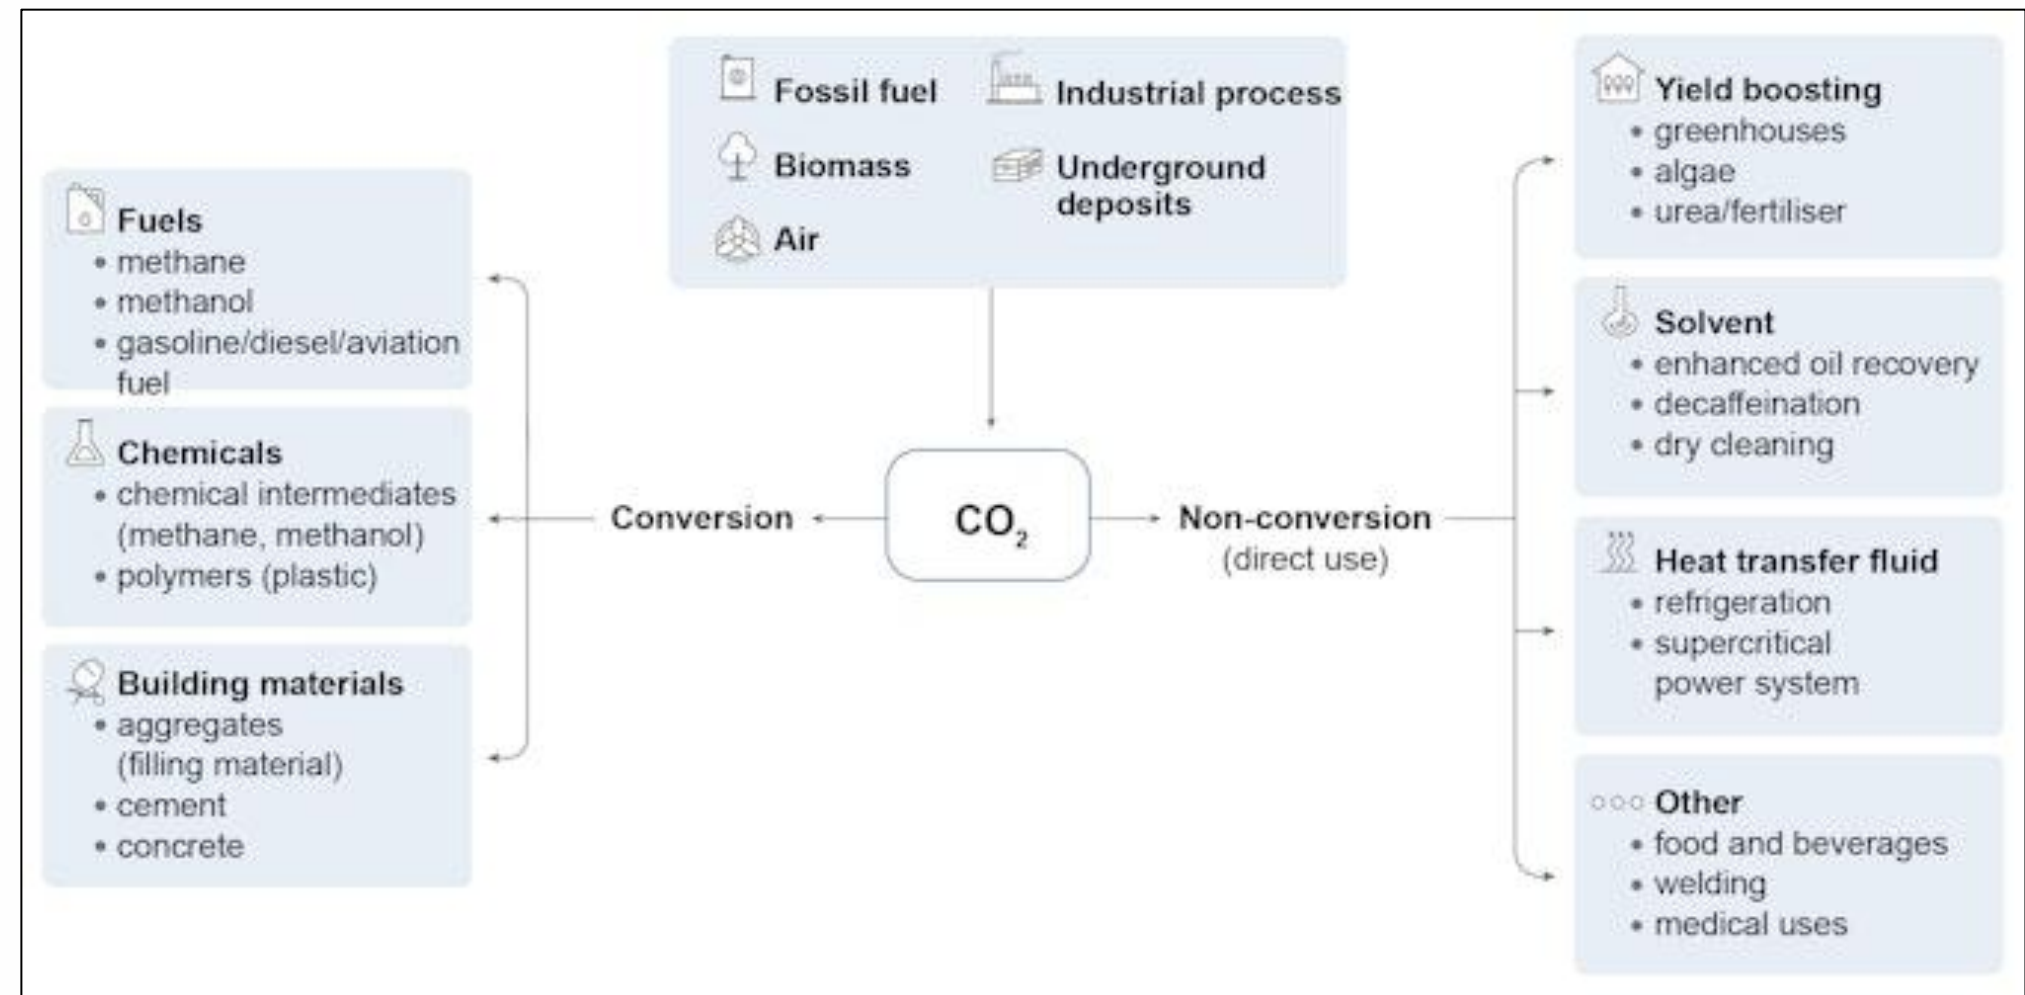 Fossil fuel
Industrial process
Biomass
Underground
deposits
Air
Fuels
• methane
• methanol
• gasoline/diesel/aviation
fuel
Chemicals
• chemical intermediates
(methane, methanol)
• polymers (plastic)
Building materials
• aggregates
(filling material)
• cement
• concrete
Conversion
CO₂
Non-conversion
(direct use)
Yield boosting
• greenhouses
• algae
• urea/fertiliser
Solvent
• enhanced oil recovery
• decaffeination
• dry cleaning
Heat transfer fluid
• refrigeration
• supercritical
power system
Other
• food and beverages
• welding
• medical uses